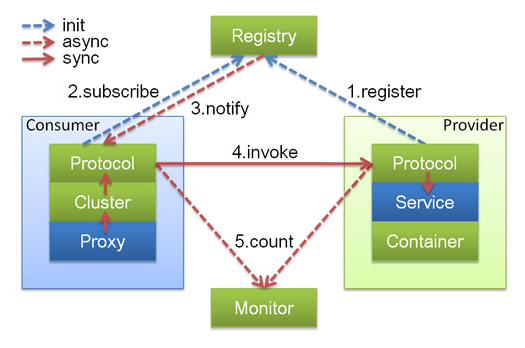 init
async
sync
Registry
2.subscribe
3.notify
1.register
Consumer
Provider
Protocol
4.invoke
Protocol
Cluster
Service
Proxy
5.count
Container
Monitor